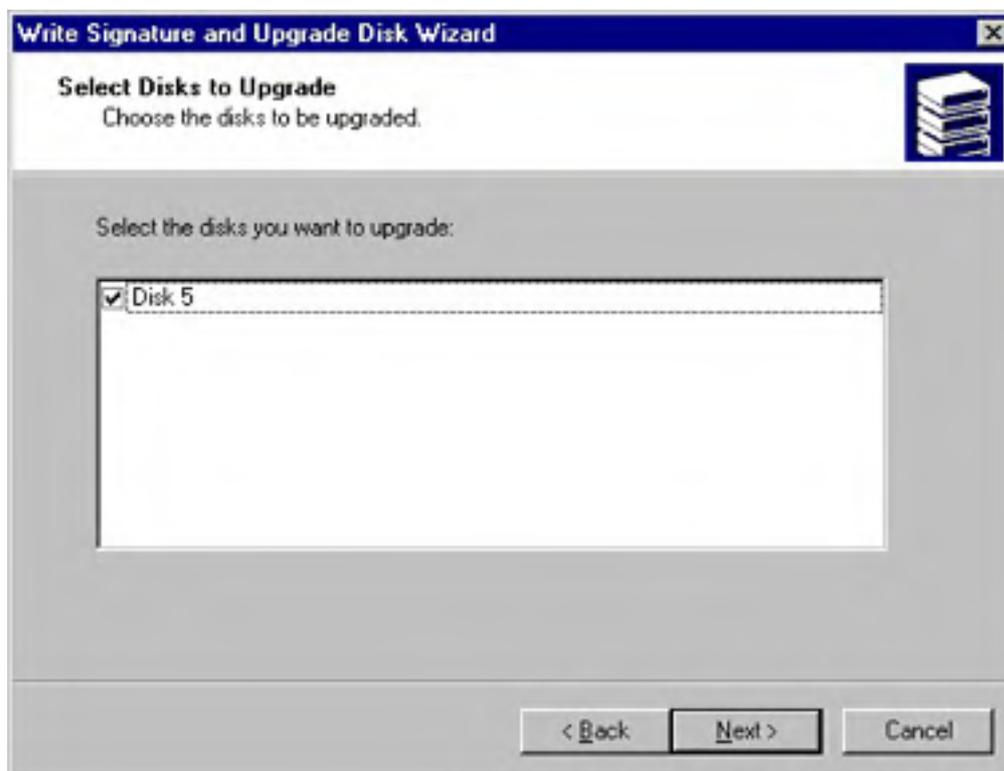 Write Signature and Upgrade Disk Wizard
Select Disks to Upgrade
Choose the disks to be upgraded.
Select the disks you want to upgrade:
Disk 5
< Back Next > Cancel